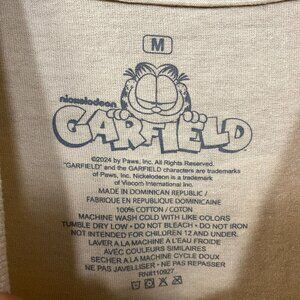 M
nickelodeon
GARFIELD
©2024 by Paws, Inc. All Rights Reserved.
"GARFIELD" and the GARFIELD characters are trademarks
of Paws, Inc. Nickelodeon is a trademark
of Viacom International Inc.
MADE IN DOMINICAN REPUBLIC /
FABRIQUE EN REPUBLIQUE DOMINICAINE
100% COTTON / COTON
MACHINE WASH COLD WITH LIKE COLORS
TUMBLE DRY LOW • DO NOT BLEACH • DO NOT IRON
NOT INTENDED FOR CHILDREN 12 AND UNDER.
LAVER A LA MACHINE A L'EAU FROIDE
AVEC COULEURS SIMILAIRES
SECHER A LA MACHINE CYCLE DOUX
NE PAS JAVELLISER • NE PAS REPASSER
RN#110927